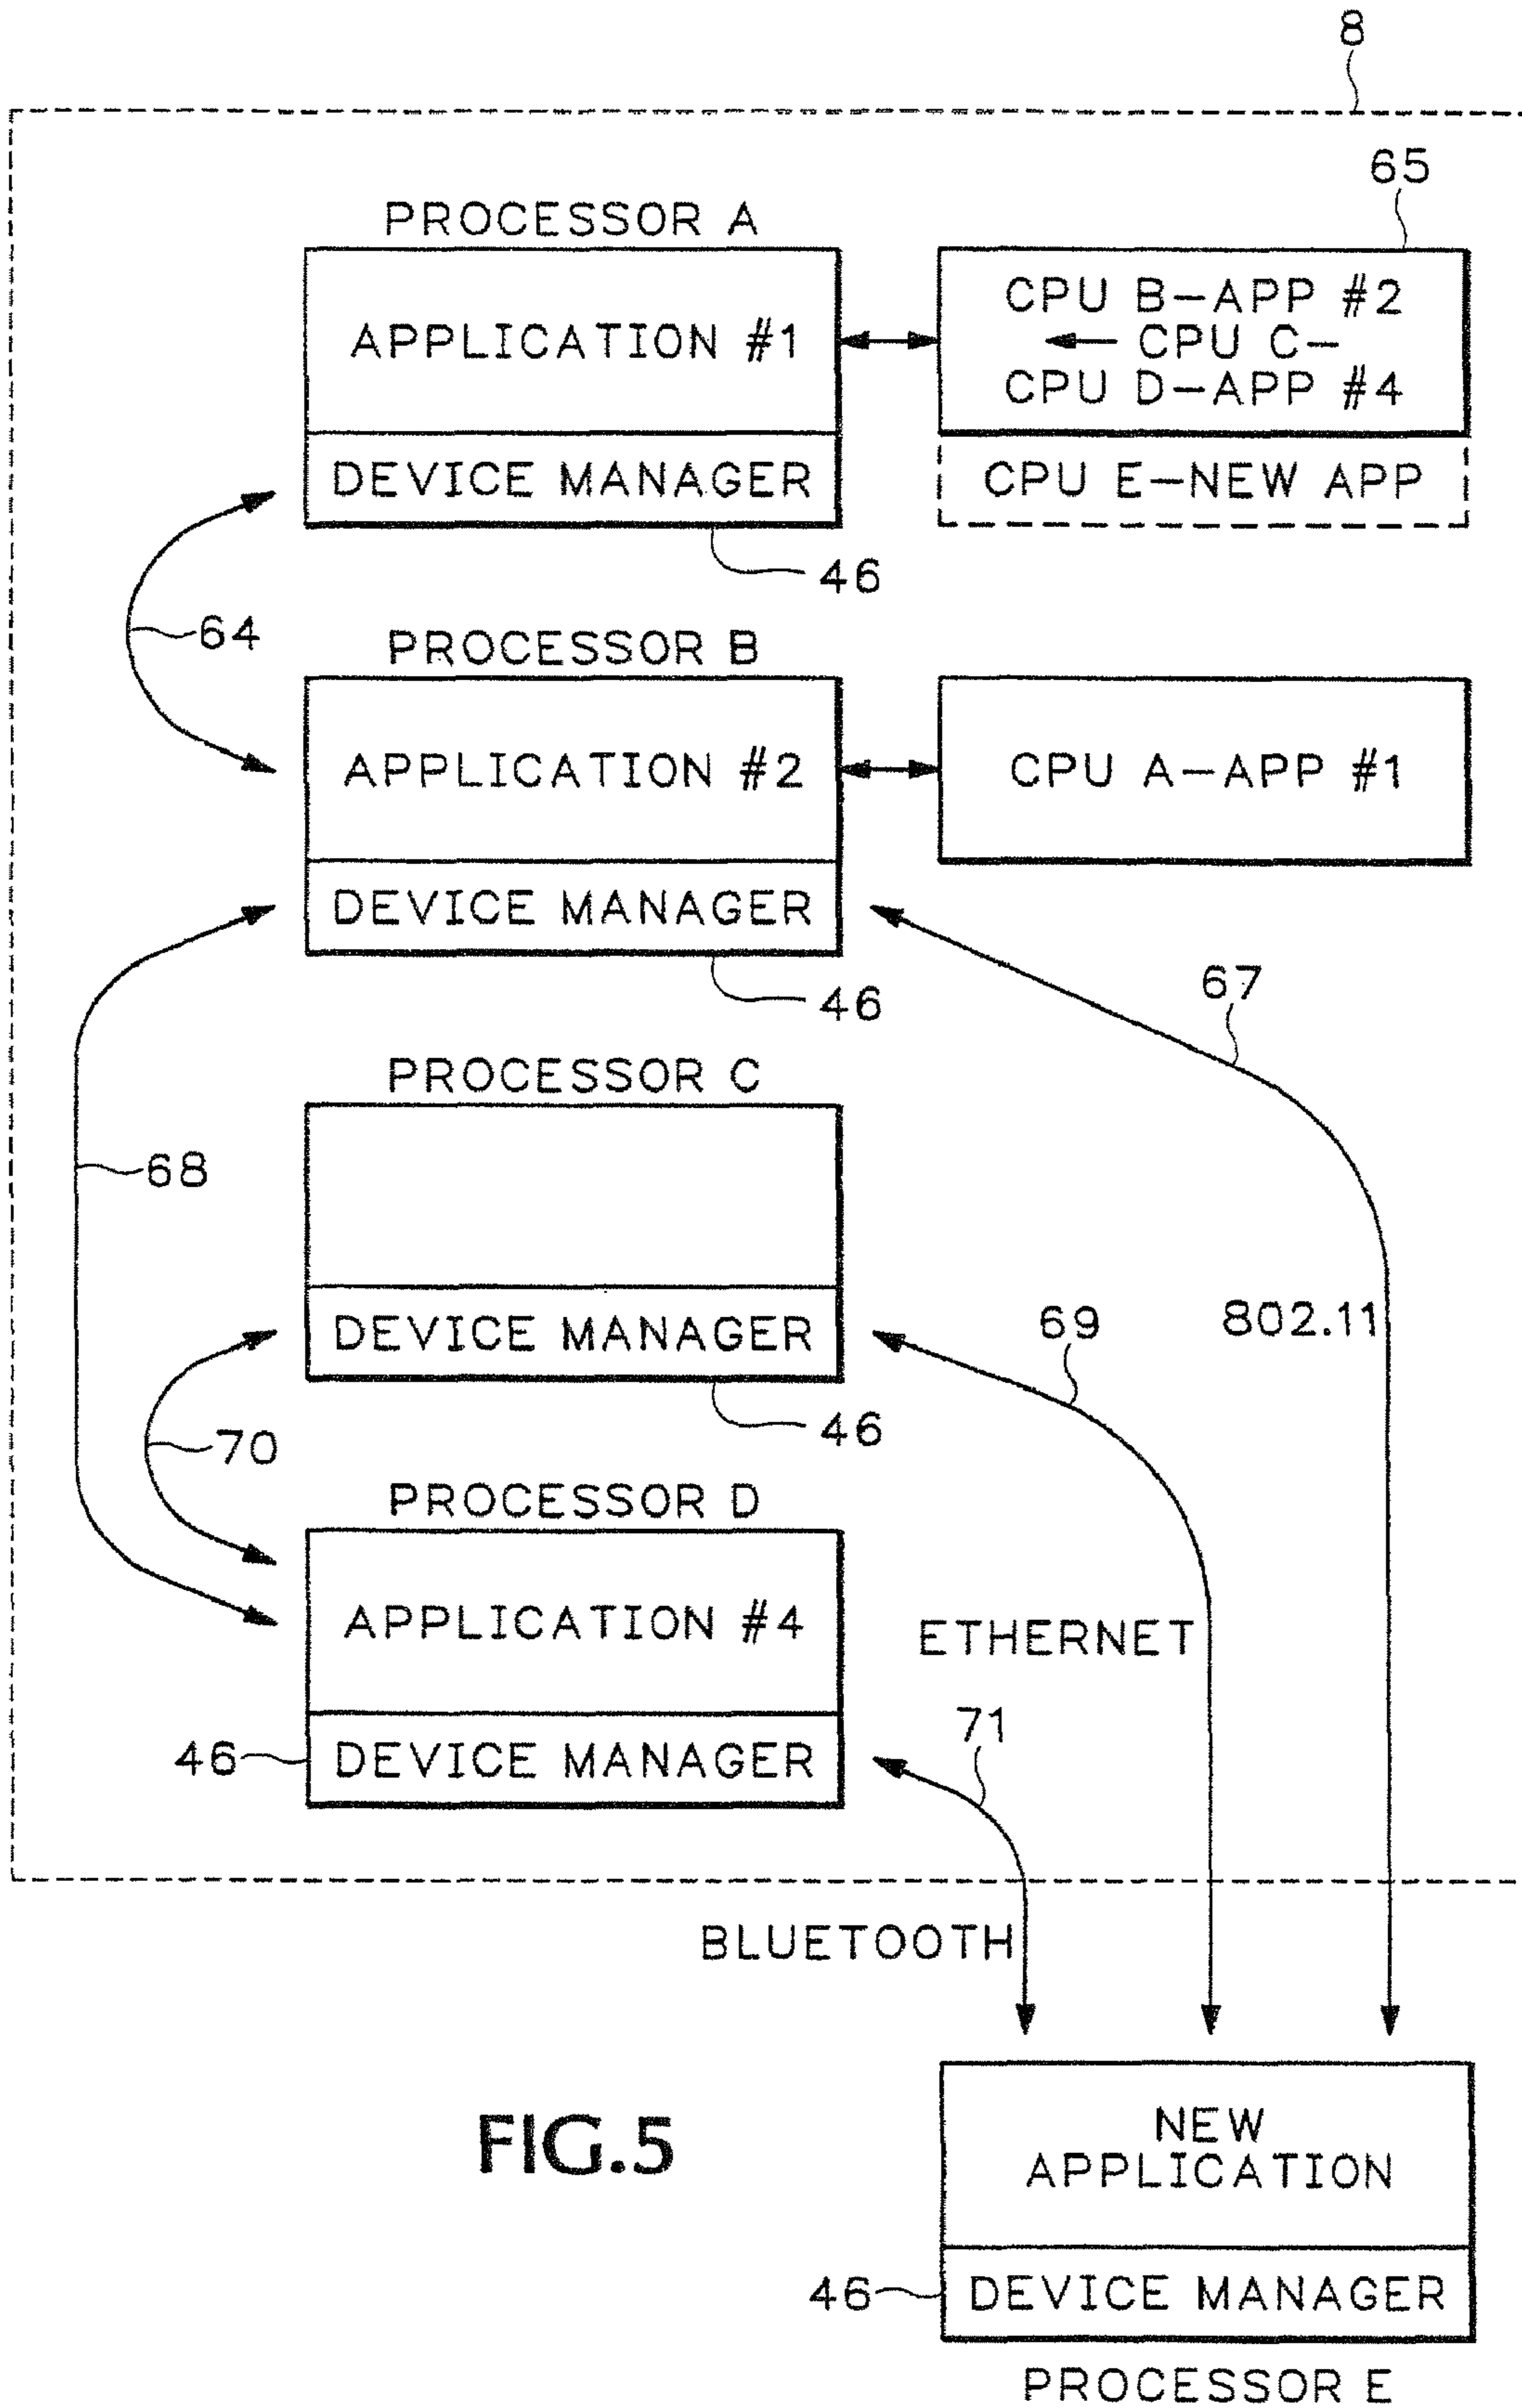 8
65
PROCESSOR A
APPLICATION #1
CPU B-APP #2
← CPU C-
CPU D-APP #4
DEVICE MANAGER
CPU E-NEW APP
46
64
PROCESSOR B
APPLICATION #2
CPU A-APP #1
DEVICE MANAGER
46
67
PROCESSOR C
68
DEVICE MANAGER
69
802.11
46
70
PROCESSOR D
APPLICATION #4
ETHERNET
71
46
DEVICE MANAGER
BLUETOOTH
FIG.5
NEW
APPLICATION
46
DEVICE MANAGER
PROCESSOR E